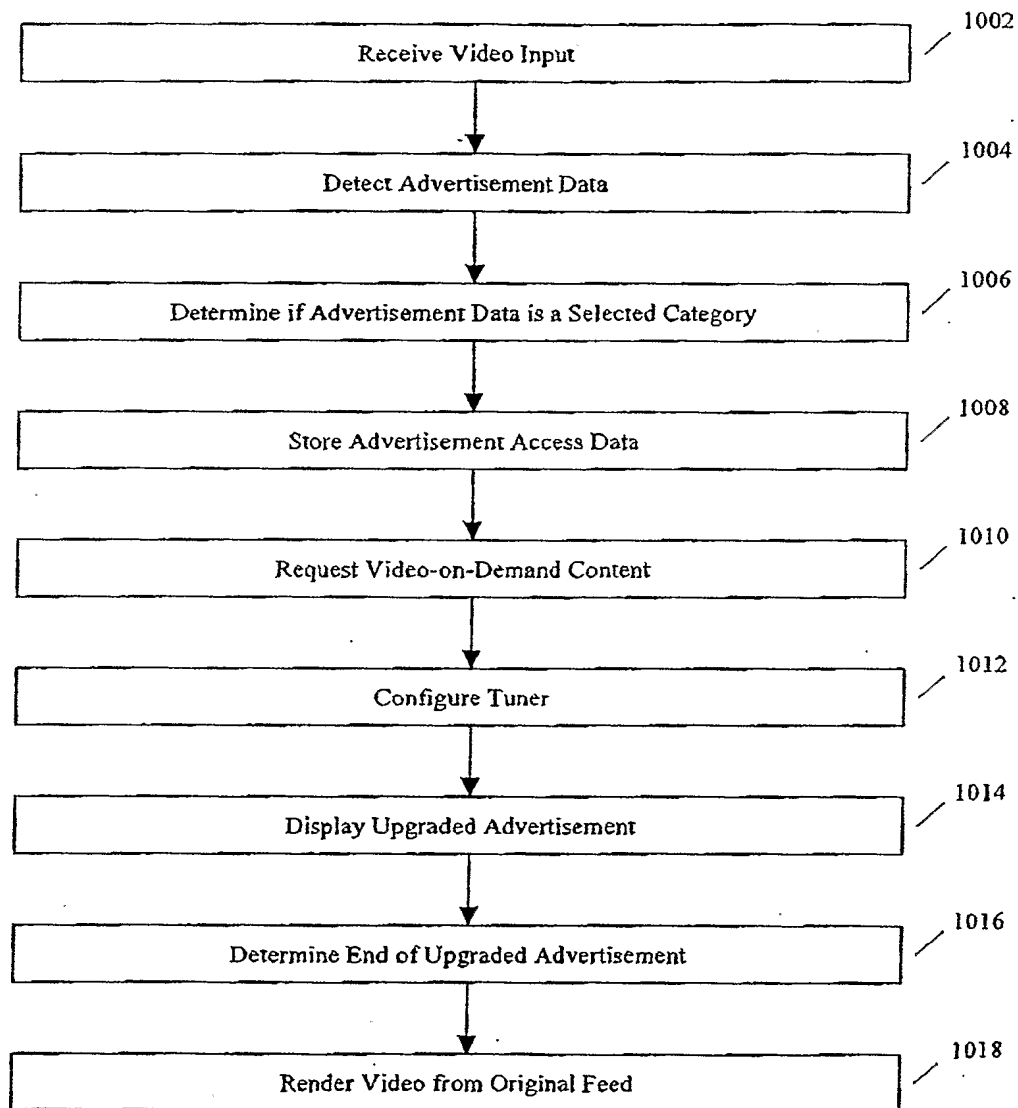 1002
Receive Video Input
1004
Detect Advertisement Data
1006
Determine if Advertisement Data is a Selected Category
1008
Store Advertisement Access Data
1010
Request Video-on-Demand Content
1012
Configure Tuner
1014
Display Upgraded Advertisement
1016
Determine End of Upgraded Advertisement
1018
Render Video from Original Feed